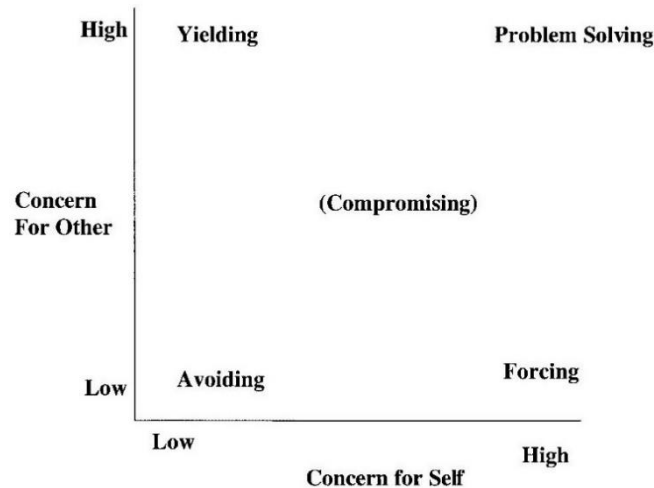 High
Yielding
Problem Solving
Concern
For Other
(Compromising)
Low
Avoiding
Forcing
Low
High
Concern for Self